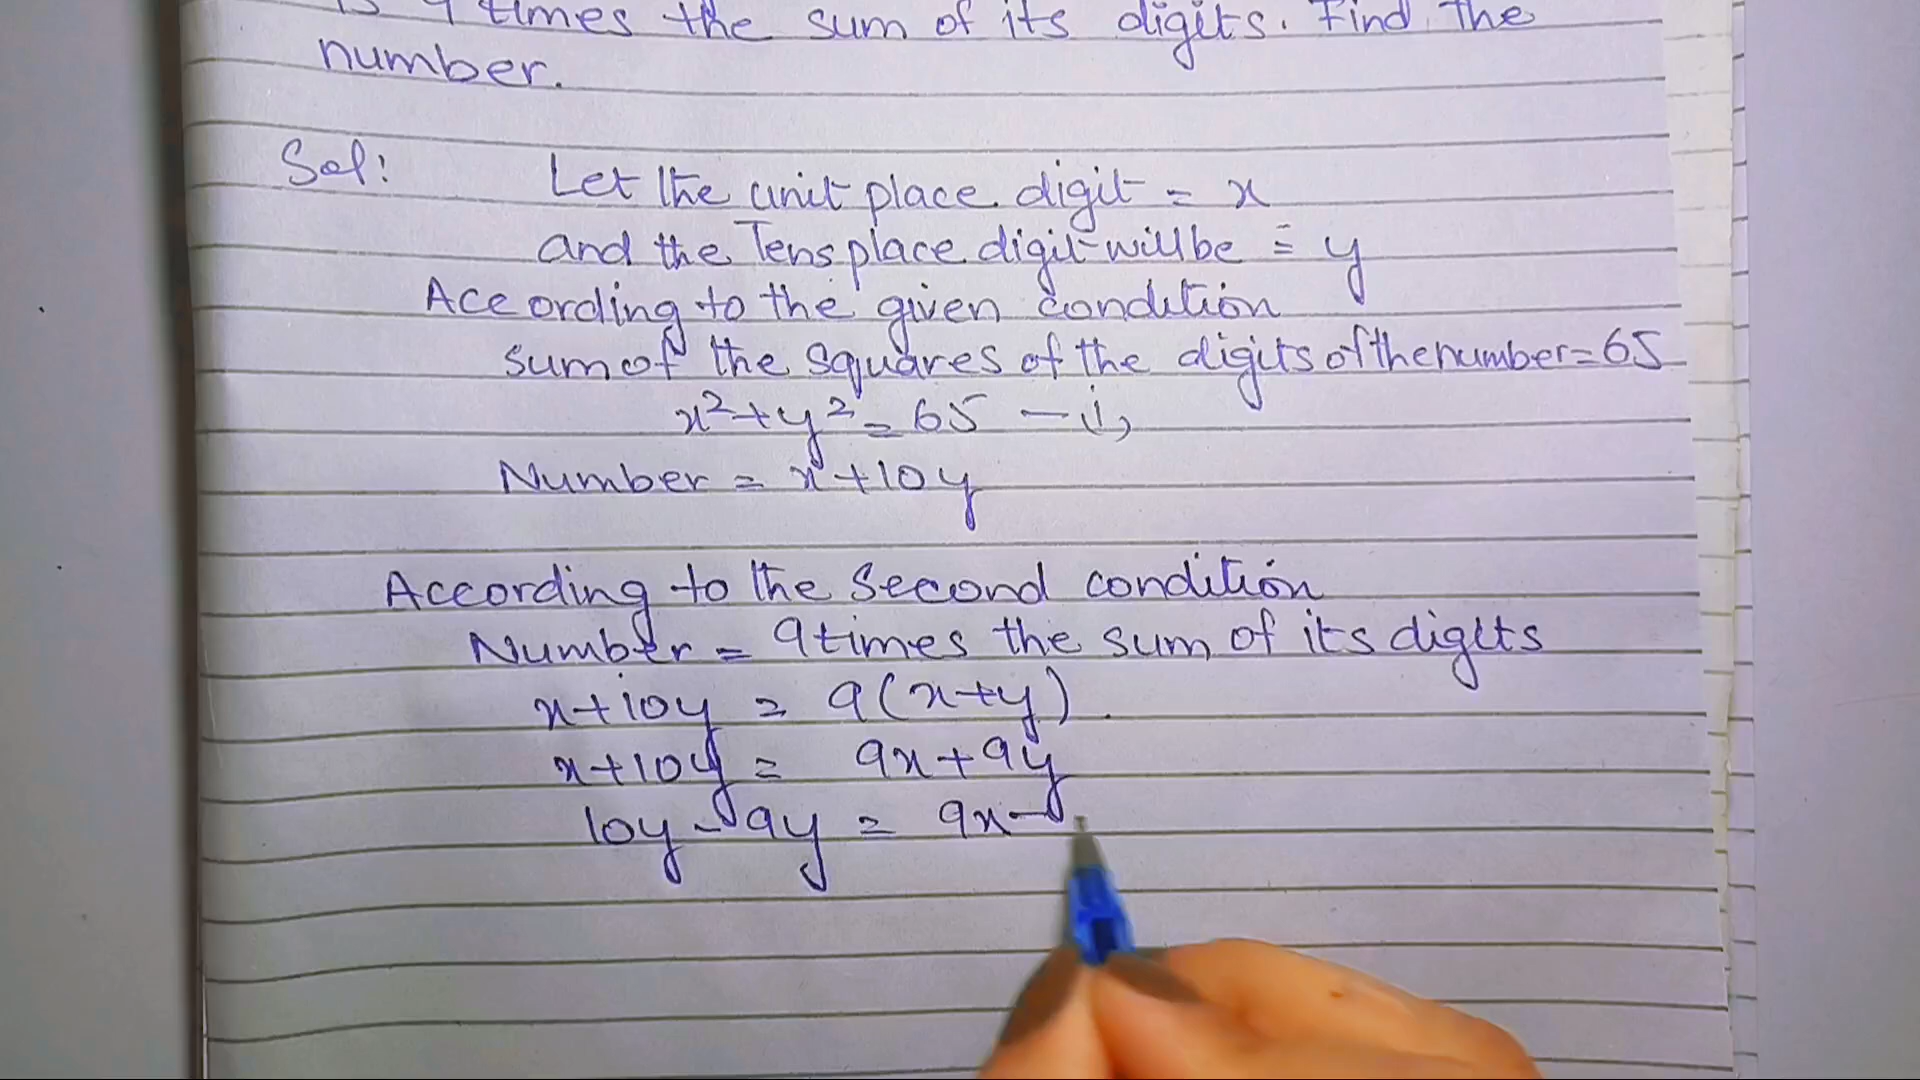 is 9 times the sum of its digits. Find the
number.
Sol: Let the unit place digit = x
and the Tens place digit will be = y
According to the given condition
sum of the squares of the digits of the number = 65
x²+y² = 65 - i,
Number = x+10y
According to the Second condition
Number = 9 times the sum of its digits
x+10y = 9(x+y).
x+10y = 9x+9y
10y-9y = 9x-